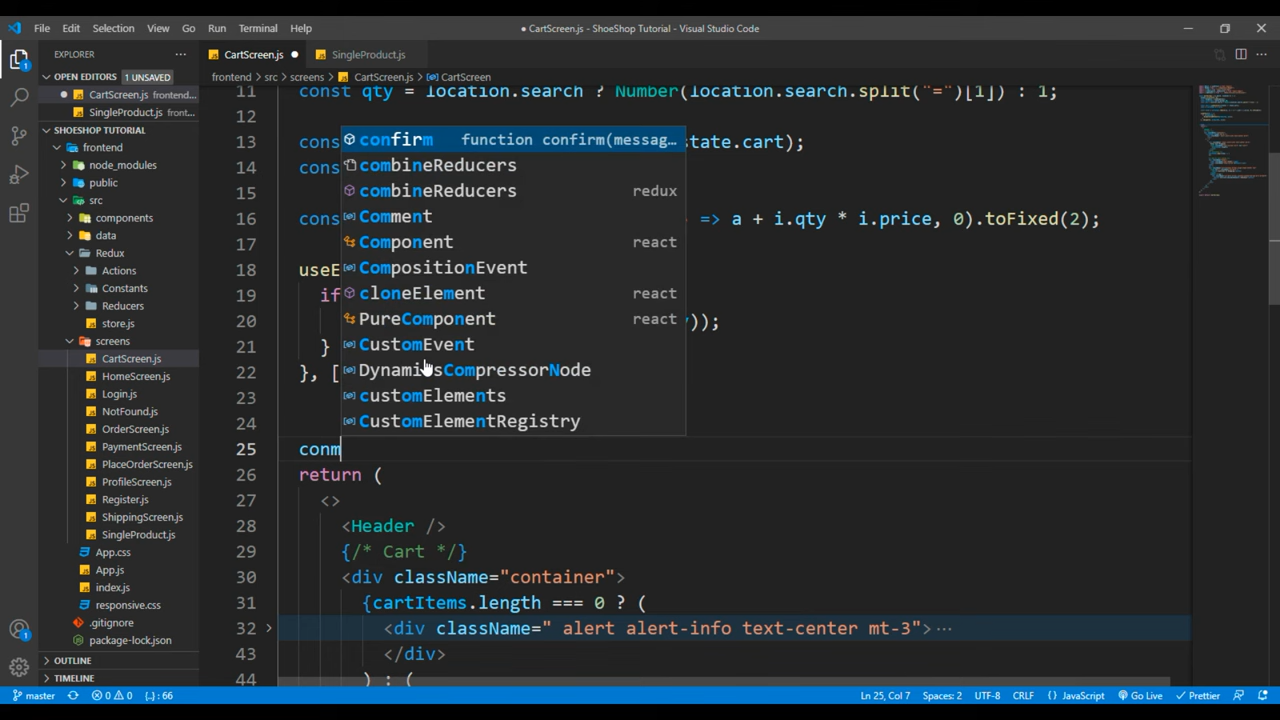 File Edit Selection View Go Run Terminal Help
● CartScreen.js - ShoeShop Tutorial - Visual Studio Code
EXPLORER ···
OPEN EDITORS 1 UNSAVED
CartScreen.js frontend...
SingleProduct.js front...
SHOESHOP TUTORIAL
frontend
node_modules
public
src
components
data
Redux
Actions
Constants
Reducers
store.js
screens
CartScreen.js
HomeScreen.js
Login.js
NotFound.js
OrderScreen.js
PaymentScreen.js
PlaceOrderScreen.js
ProfileScreen.js
Register.js
ShippingScreen.js
SingleProduct.js
App.css
App.js
index.js
responsive.css
.gitignore
package-lock.json
OUTLINE
TIMELINE
CartScreen.js ● SingleProduct.js
frontend > src > screens > CartScreen.js > CartScreen
11 const qty = location.search ? Number(location.search.split("=")[1]) : 1;
12
13 cons state.cart);
14 cons
15
16 cons => a + i.qty * i.price, 0).toFixed(2);
17
18 useE
19 if
20 y));
21 }
22 }, [
23
24
25 conm
26 return (
27 <>
28 <Header />
29 {/* Cart */}
30 <div className="container">
31 {cartItems.length === 0 ? (
32 <div className=" alert alert-info text-center mt-3">···
43 </div>
44 ) : (
confirm function confirm(messag…
combineReducers
combineReducers redux
Comment
Component react
CompositionEvent
cloneElement react
PureComponent react
CustomEvent
DynamicsCompressorNode
customElements
CustomElementRegistry
master 0 0 {..} : 66
Ln 25, Col 7 Spaces: 2 UTF-8 CRLF {} JavaScript Go Live Prettier